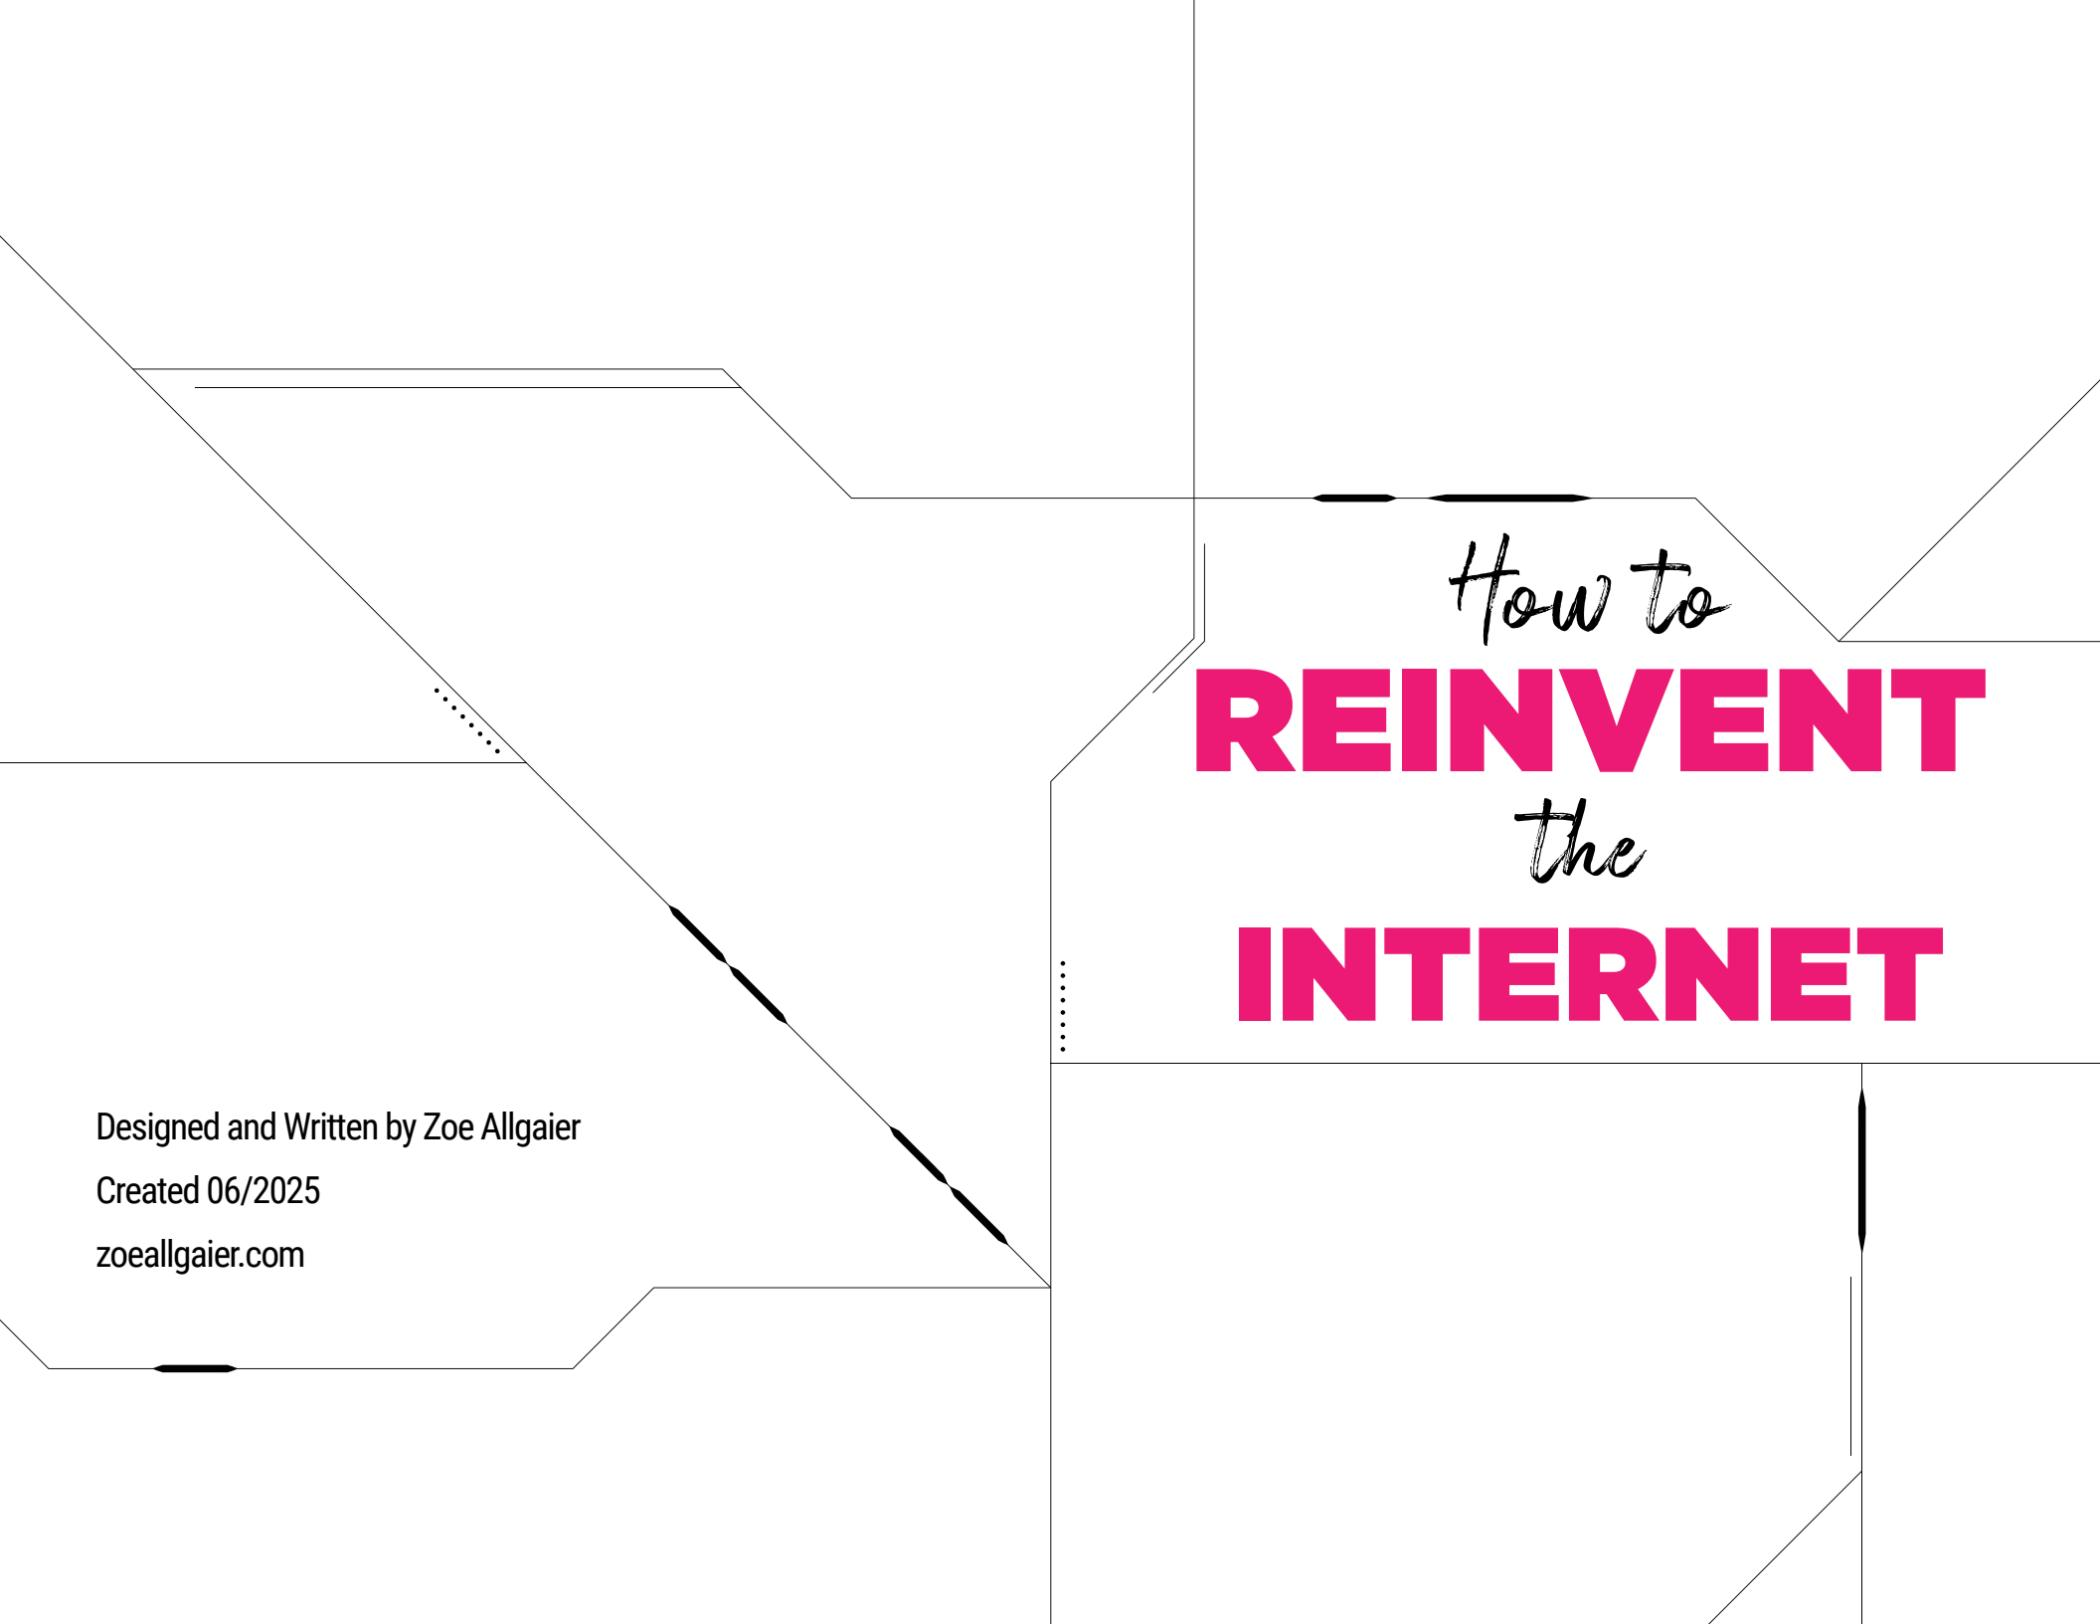 How to
REINVENT
the
INTERNET
Designed and Written by Zoe Allgaier
Created 06/2025
zoeallgaier.com